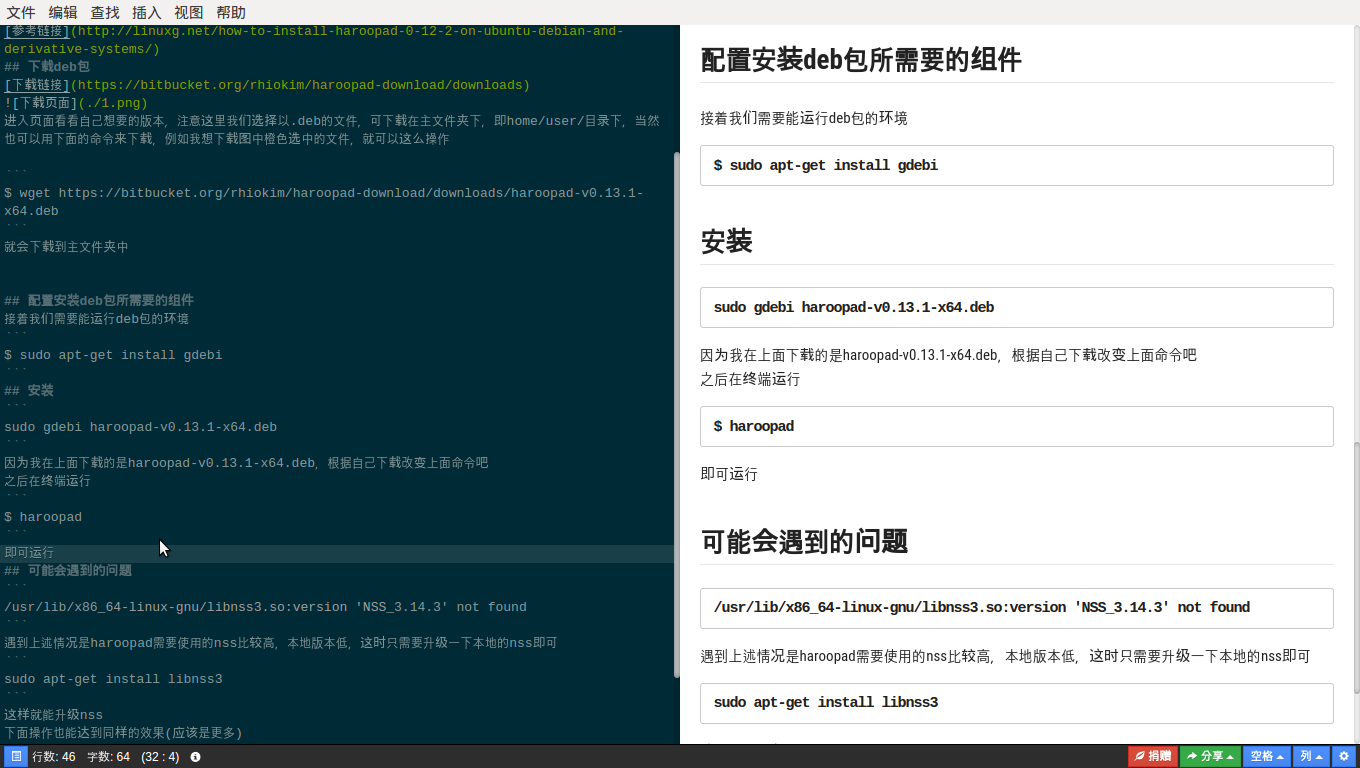 文件 编辑 查找 插入 视图 帮助
[参考链接](http://linuxg.net/how-to-install-haroopad-0-12-2-on-ubuntu-debian-and-
derivative-systems/)
## 下载deb包
[下载链接](https://bitbucket.org/rhiokim/haroopad-download/downloads)
![下载页面](./1.png)
进入页面看看自己想要的版本，注意这里我们选择以.deb的文件，可下载在主文件夹下，即home/user/目录下，当然
也可以用下面的命令来下载，例如我想下载图中橙色选中的文件，就可以这么操作
```
$ wget https://bitbucket.org/rhiokim/haroopad-download/downloads/haroopad-v0.13.1-
x64.deb
```
就会下载到主文件夹中
## 配置安装deb包所需要的组件
接着我们需要能运行deb包的环境
```
$ sudo apt-get install gdebi
```
## 安装
```
sudo gdebi haroopad-v0.13.1-x64.deb
```
因为我在上面下载的是haroopad-v0.13.1-x64.deb，根据自己下载改变上面命令吧
之后在终端运行
```
$ haroopad
```
即可运行
## 可能会遇到的问题
```
/usr/lib/x86_64-linux-gnu/libnss3.so:version 'NSS_3.14.3' not found
```
遇到上述情况是haroopad需要使用的nss比较高，本地版本低，这时只需要升级一下本地的nss即可
```
sudo apt-get install libnss3
```
这样就能升级nss
下面操作也能达到同样的效果(应该是更多)
配置安装deb包所需要的组件
接着我们需要能运行deb包的环境
$ sudo apt-get install gdebi
安装
sudo gdebi haroopad-v0.13.1-x64.deb
因为我在上面下载的是haroopad-v0.13.1-x64.deb，根据自己下载改变上面命令吧
之后在终端运行
$ haroopad
即可运行
可能会遇到的问题
/usr/lib/x86_64-linux-gnu/libnss3.so:version 'NSS_3.14.3' not found
遇到上述情况是haroopad需要使用的nss比较高，本地版本低，这时只需要升级一下本地的nss即可
sudo apt-get install libnss3
行数: 46 字数: 64 (32 : 4) 捐赠 分享 空格 列